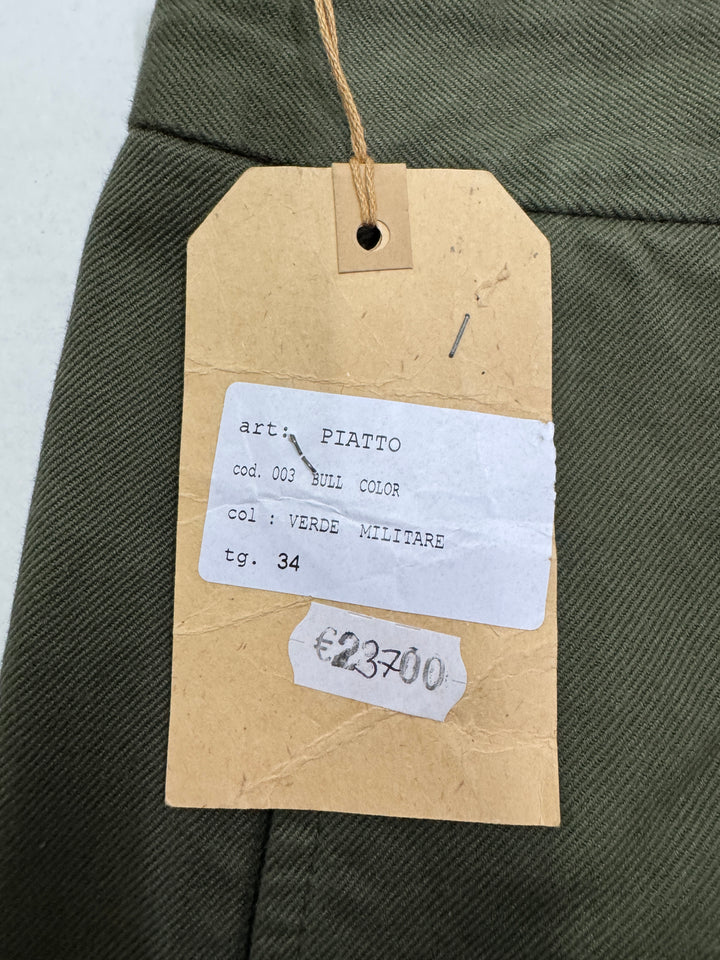 art: PIATTO
cod. 003 BULL COLOR
col : VERDE MILITARE
tg. 34
€23700